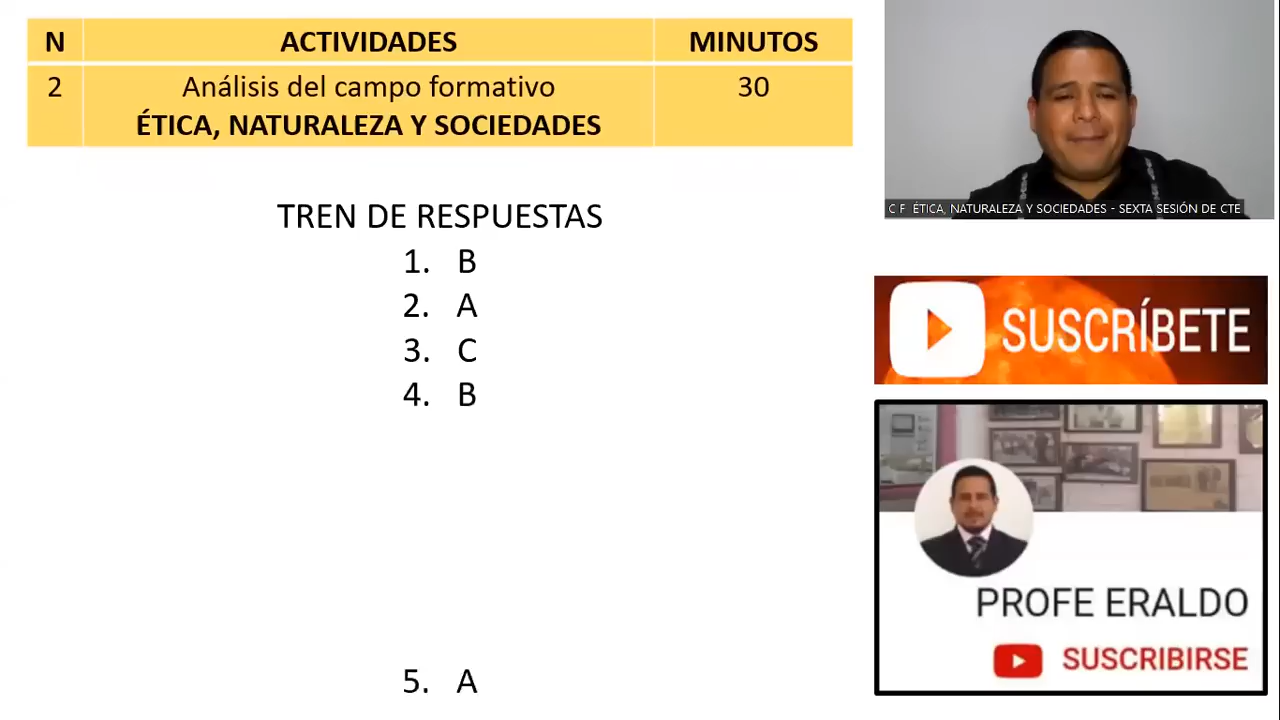 N ACTIVIDADES MINUTOS
2 Análisis del campo formativo 30
ÉTICA, NATURALEZA Y SOCIEDADES
TREN DE RESPUESTAS
1. B
2. A
3. C
4. B
5. A
C F ÉTICA, NATURALEZA Y SOCIEDADES - SEXTA SESIÓN DE CTE
SUSCRÍBETE
PROFE ERALDO
SUSCRIBIRSE